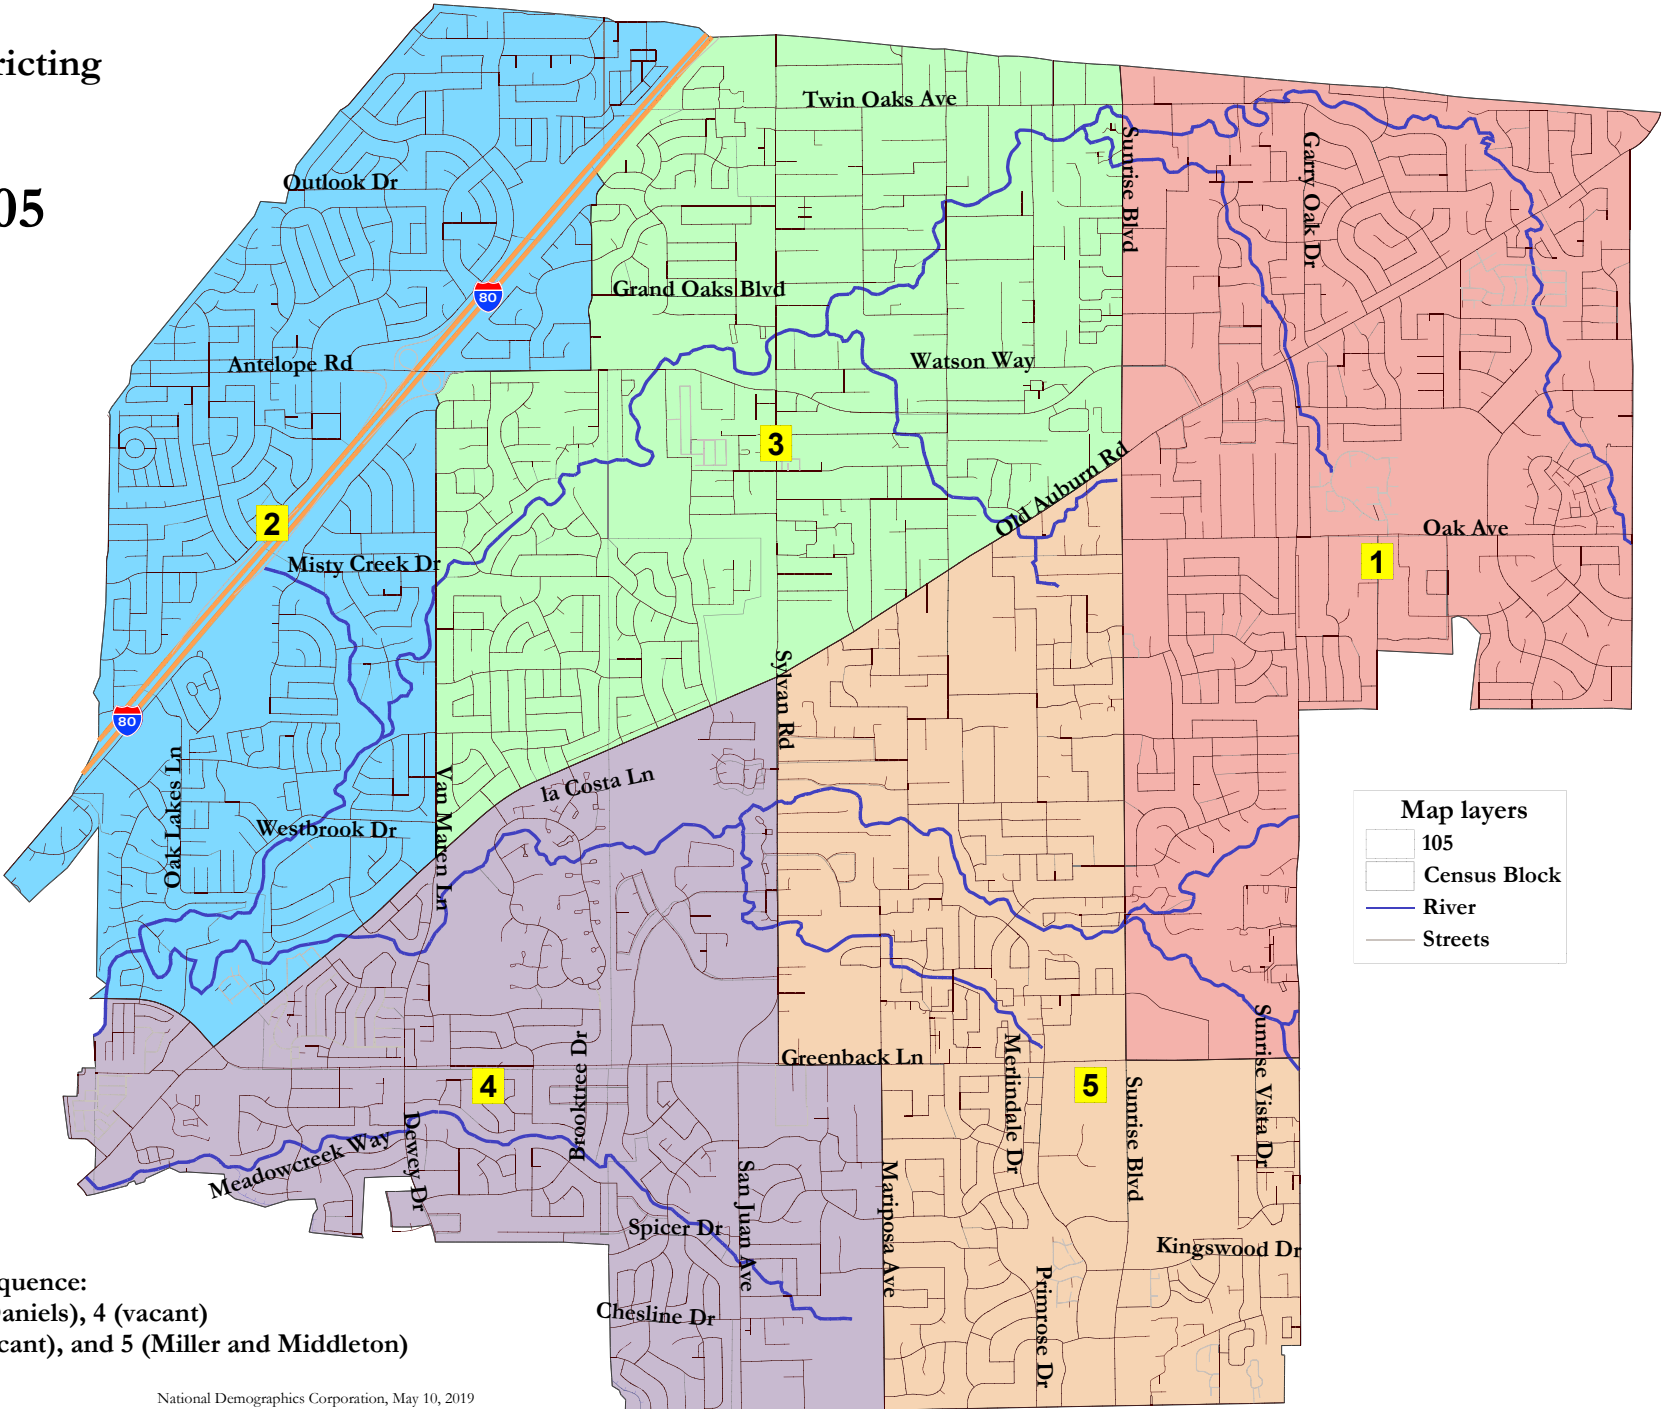 ricting
05
Twin Oaks Ave
Outlook Dr
Sunrise Blvd
Garry Oak Dr
80
Grand Oaks Blvd
Antelope Rd
Watson Way
3
Old Auburn Rd
2
Oak Ave
Misty Creek Dr
1
Sylvan Rd
80
Oak Lakes Ln
Van Maren Ln
la Costa Ln
Westbrook Dr
Map layers
105
Census Block
River
Streets
Sunrise Vista Dr
Greenback Ln
Merlindale Dr
Brooktree Dr
4
5
Sunrise Blvd
Dewey Dr
Meadowcreek Way
San Juan Ave
Mariposa Ave
Spicer Dr
Kingswood Dr
Primrose Dr
Chesline Dr
quence:
aniels), 4 (vacant)
cant), and 5 (Miller and Middleton)
National Demographics Corporation, May 10, 2019